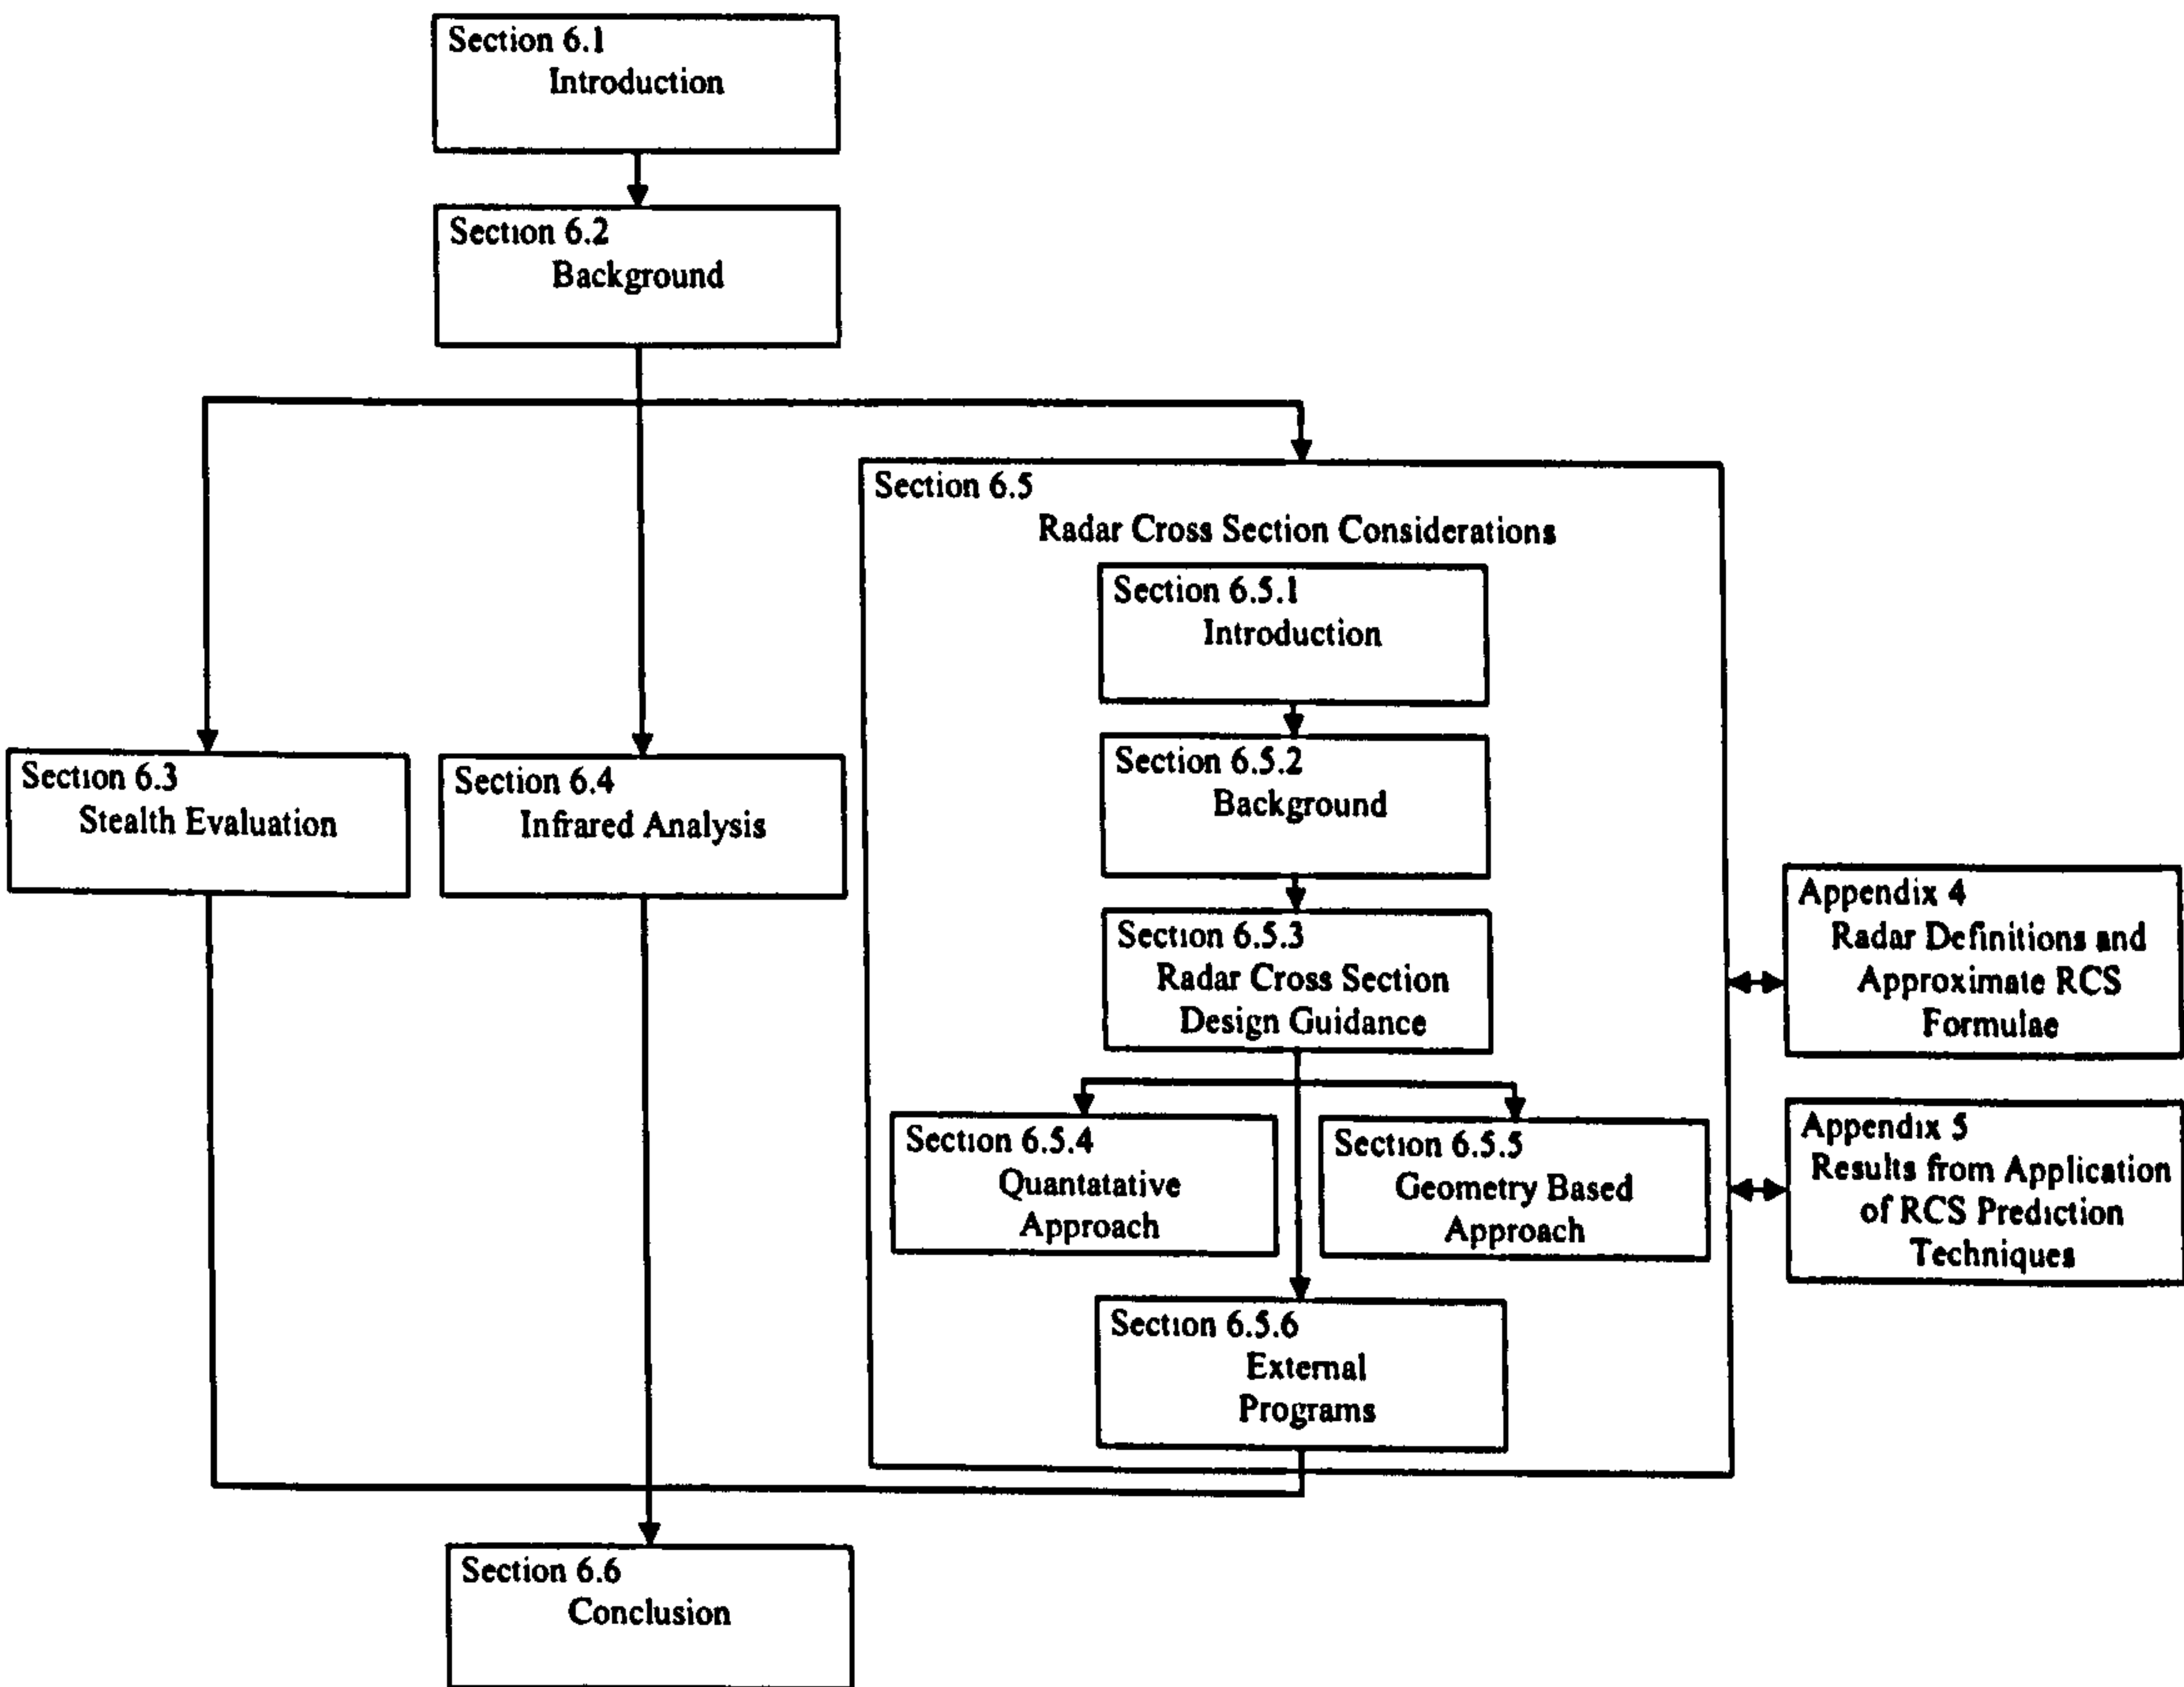 Section 6.1
Introduction
Section 6.2
Background
Section 6.3
Stealth Evaluation
Section 6.4
Infrared Analysis
Section 6.5
Radar Cross Section Considerations
Section 6.5.1
Introduction
Section 6.5.2
Background
Section 6.5.3
Radar Cross Section
Design Guidance
Section 6.5.4
Quantatative
Approach
Section 6.5.5
Geometry Based
Approach
Section 6.5.6
External
Programs
Appendix 4
Radar Definitions and
Approximate RCS
Formulae
Appendix 5
Results from Application
of RCS Prediction
Techniques
Section 6.6
Conclusion